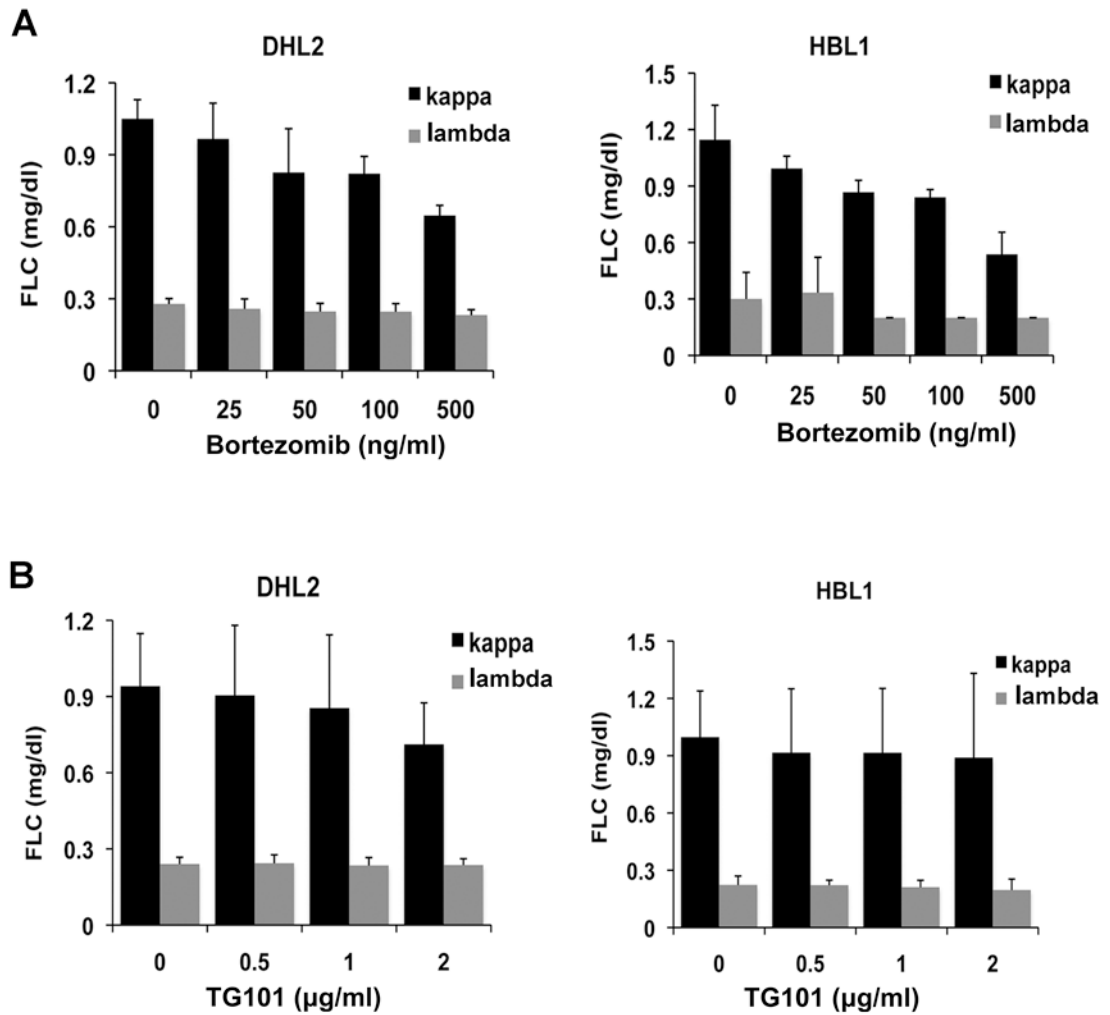 A
DHL2
1.2
0.9
0.6
0.3
0
FLC (mg/dl)
kappa
lambda
0 25 50 100 500
Bortezomib (ng/ml)
HBL1
1.5
1.2
0.9
0.6
0.3
0
FLC (mg/dl)
kappa
lambda
0 25 50 100 500
Bortezomib (ng/ml)
B
DHL2
1.2
0.9
0.6
0.3
0
FLC (mg/dl)
kappa
lambda
0 0.5 1 2
TG101 (µg/ml)
HBL1
1.5
1.2
0.9
0.6
0.3
0
FLC (mg/dl)
kappa
lambda
0 0.5 1 2
TG101 (µg/ml)